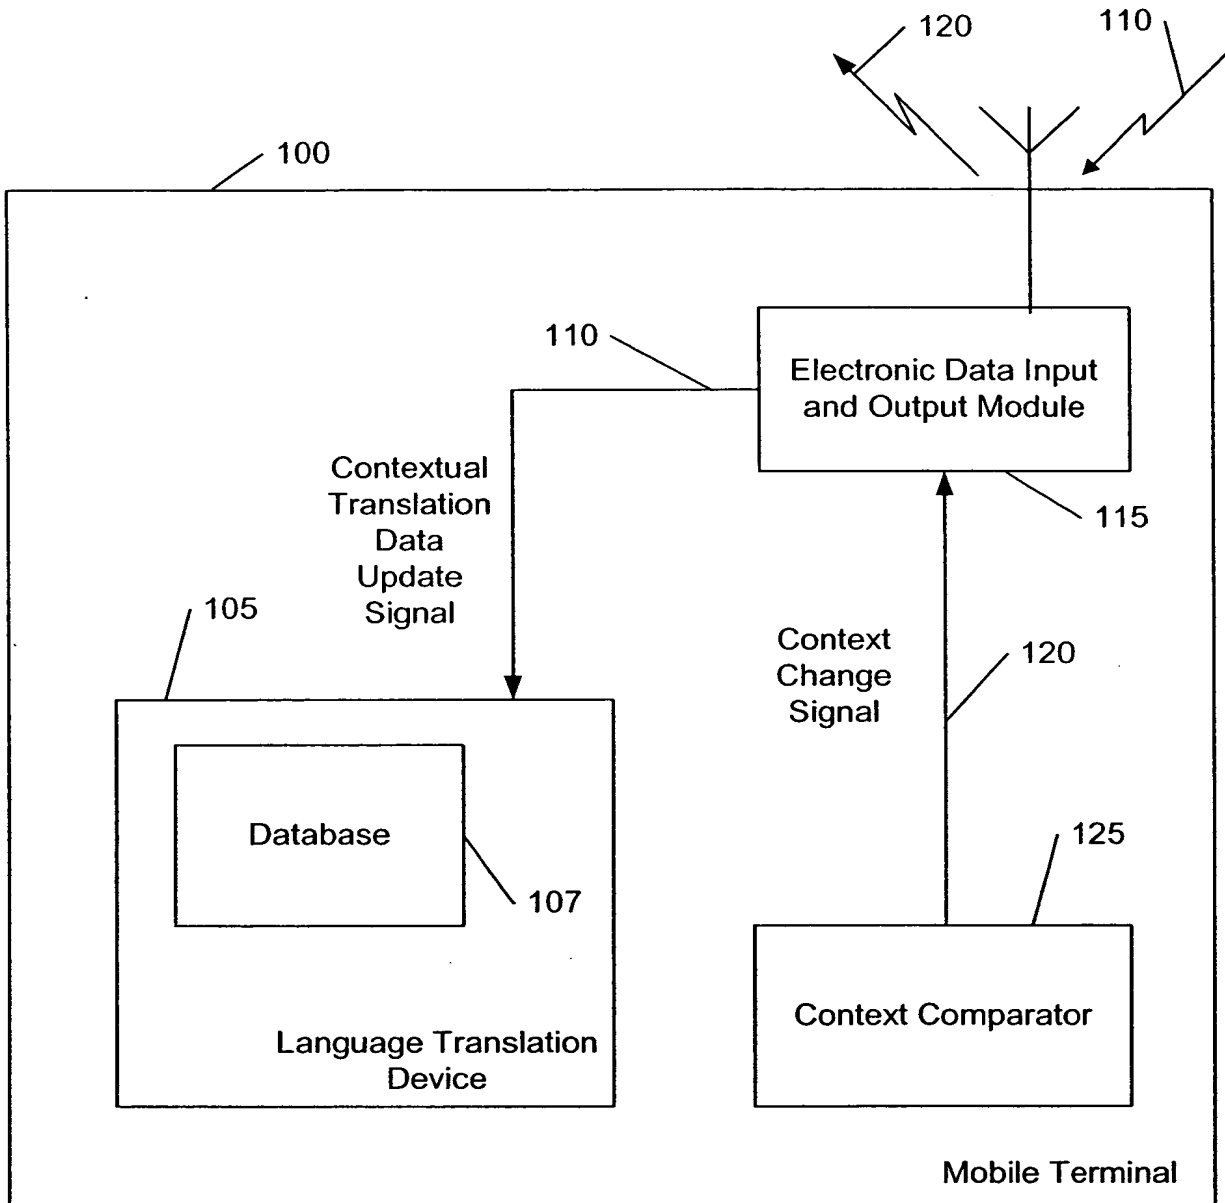 120
110
100
110
Electronic Data Input
and Output Module
115
Contextual
Translation
Data
Update
Signal
105
Context
Change
Signal
120
Database
107
125
Context Comparator
Language Translation
Device
Mobile Terminal